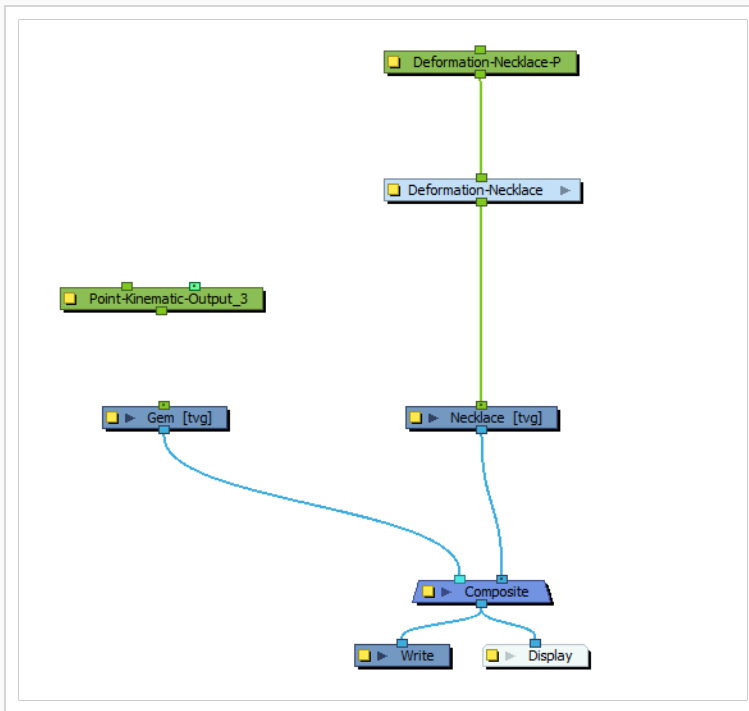 Deformation-Necklace-P
Deformation-Necklace
Point-Kinematic-Output_3
Gem [tvg]
Necklace [tvg]
Composite
Write
Display